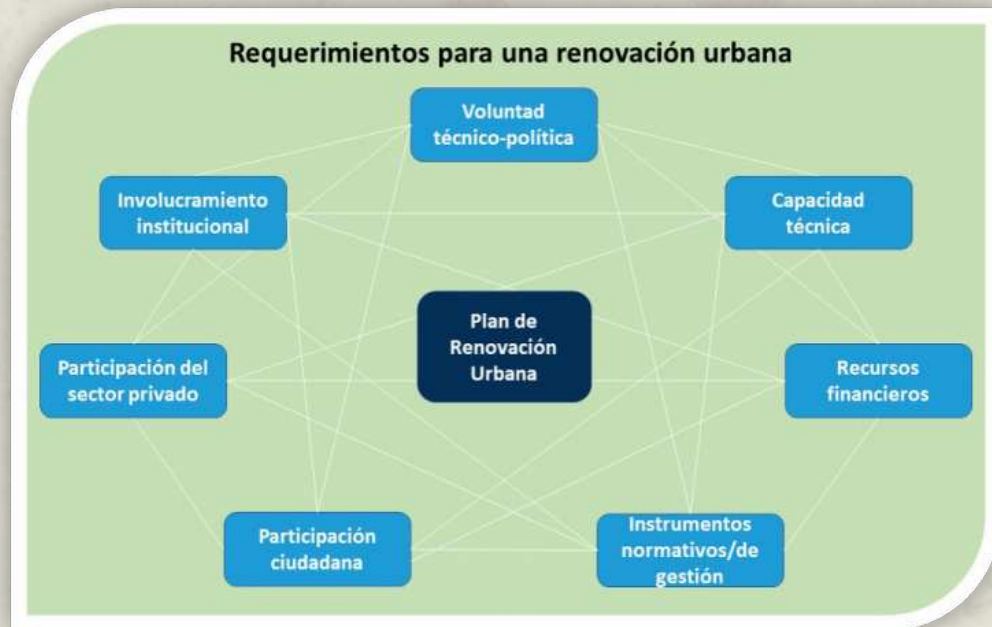 Requerimientos para una renovación urbana
Voluntad
técnico-política
Involucramiento
institucional
Capacidad
técnica
Plan de
Renovación
Urbana
Participación del
sector privado
Recursos
financieros
Participación
ciudadana
Instrumentos
normativos/de
gestión